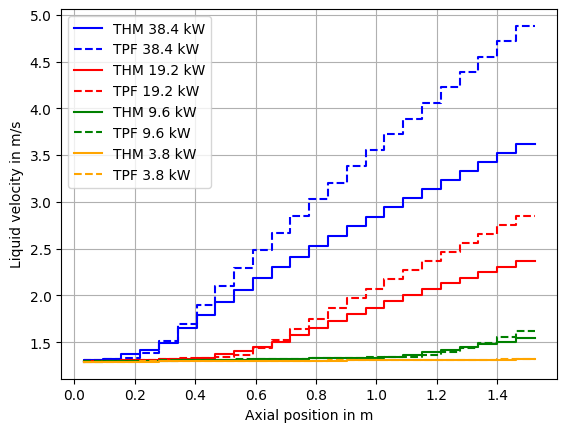 5.0
4.5
4.0
3.5
3.0
2.5
2.0
1.5
Liquid velocity in m/s
THM 38.4 kW
TPF 38.4 kW
THM 19.2 kW
TPF 19.2 kW
THM 9.6 kW
TPF 9.6 kW
THM 3.8 kW
TPF 3.8 kW
0.0 0.2 0.4 0.6 0.8 1.0 1.2 1.4
Axial position in m